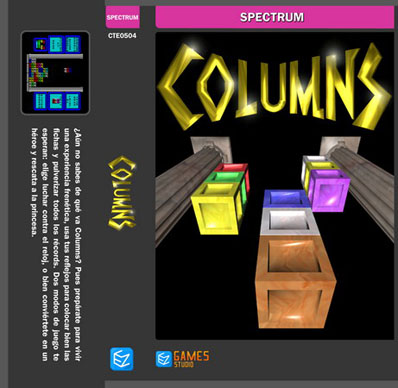 SPECTRUM
CTE0504
SPECTRUM
COLUMNS
COLUMNS
¿Aún no sabes de qué va Columns? Pues prepárate para vivir
una experiencia frenética, usa tus reflejos para colocar bien las
fichas y pulverizar todos los récords. Dos modos de juego te
esperan: elige luchar contra el reloj, o bien conviértete en un
héroe y rescata a la princesa.
GAMES
STUDIO